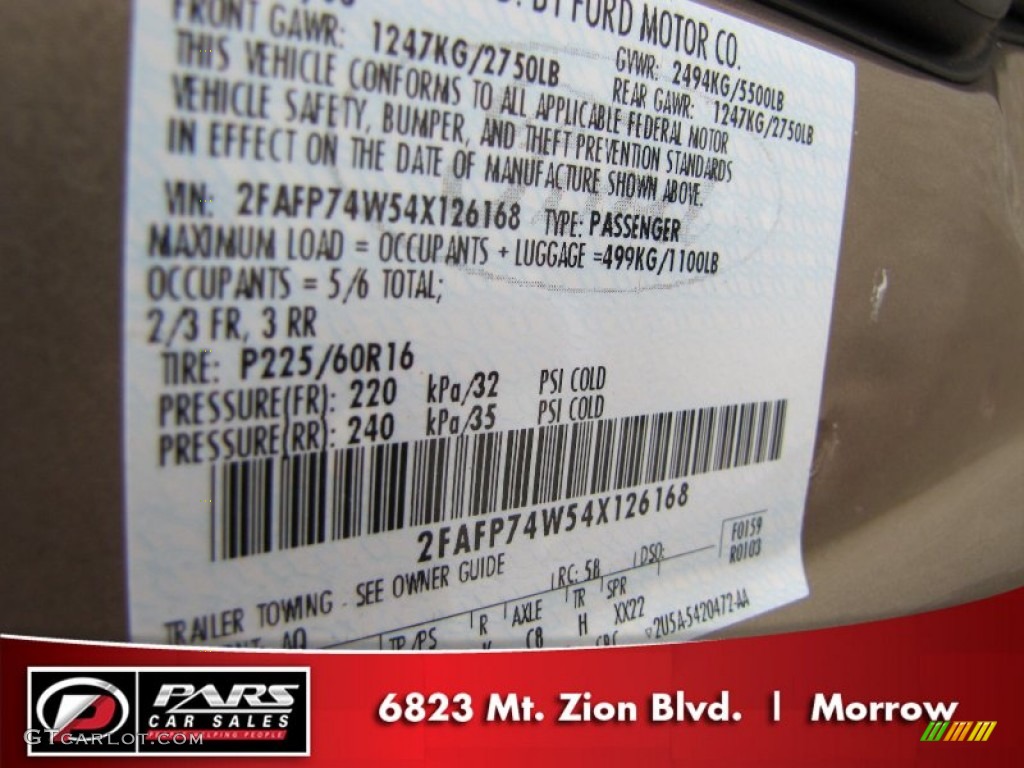 BY FORD MOTOR CO.
FRONT GAWR: 1247KG/2750LB GVWR: 2494KG/5500LB
REAR GAWR: 1247KG/2750LB
THIS VEHICLE CONFORMS TO ALL APPLICABLE FEDERAL MOTOR
VEHICLE SAFETY, BUMPER, AND THEFT PREVENTION STANDARDS
IN EFFECT ON THE DATE OF MANUFACTURE SHOWN ABOVE.
VIN: 2FAFP74W54X126168 TYPE: PASSENGER
MAXIMUM LOAD = OCCUPANTS + LUGGAGE =499KG/1100LB
OCCUPANTS = 5/6 TOTAL;
2/3 FR, 3 RR
TIRE: P225/60R16
PRESSURE(FR): 220 kPa/32 PSI COLD
PRESSURE(RR): 240 kPa/35 PSI COLD
2FAFP74W54X126168
F0159
R0103
TRAILER TOWING - SEE OWNER GUIDE RC: 58 DSO:
AQ TP/PS R AXLE TR SPR
C8 H XX22
2U5A-5420472-AA
PARS
CAR SALES
PEOPLE HELPING PEOPLE
GTcarlot.com
6823 Mt. Zion Blvd. | Morrow